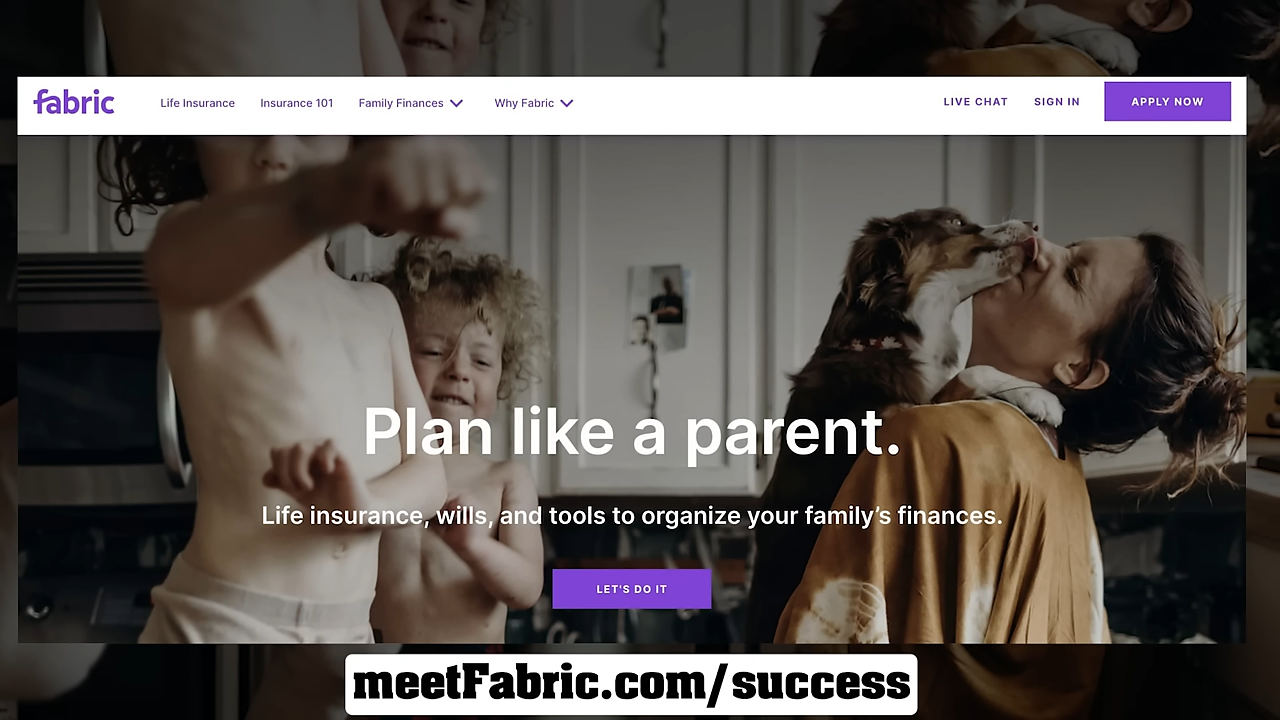 fabric
Life Insurance
Insurance 101
Family Finances
Why Fabric
LIVE CHAT
SIGN IN
APPLY NOW
Plan like a parent.
Life insurance, wills, and tools to organize your family’s finances.
LET'S DO IT
meetFabric.com/success